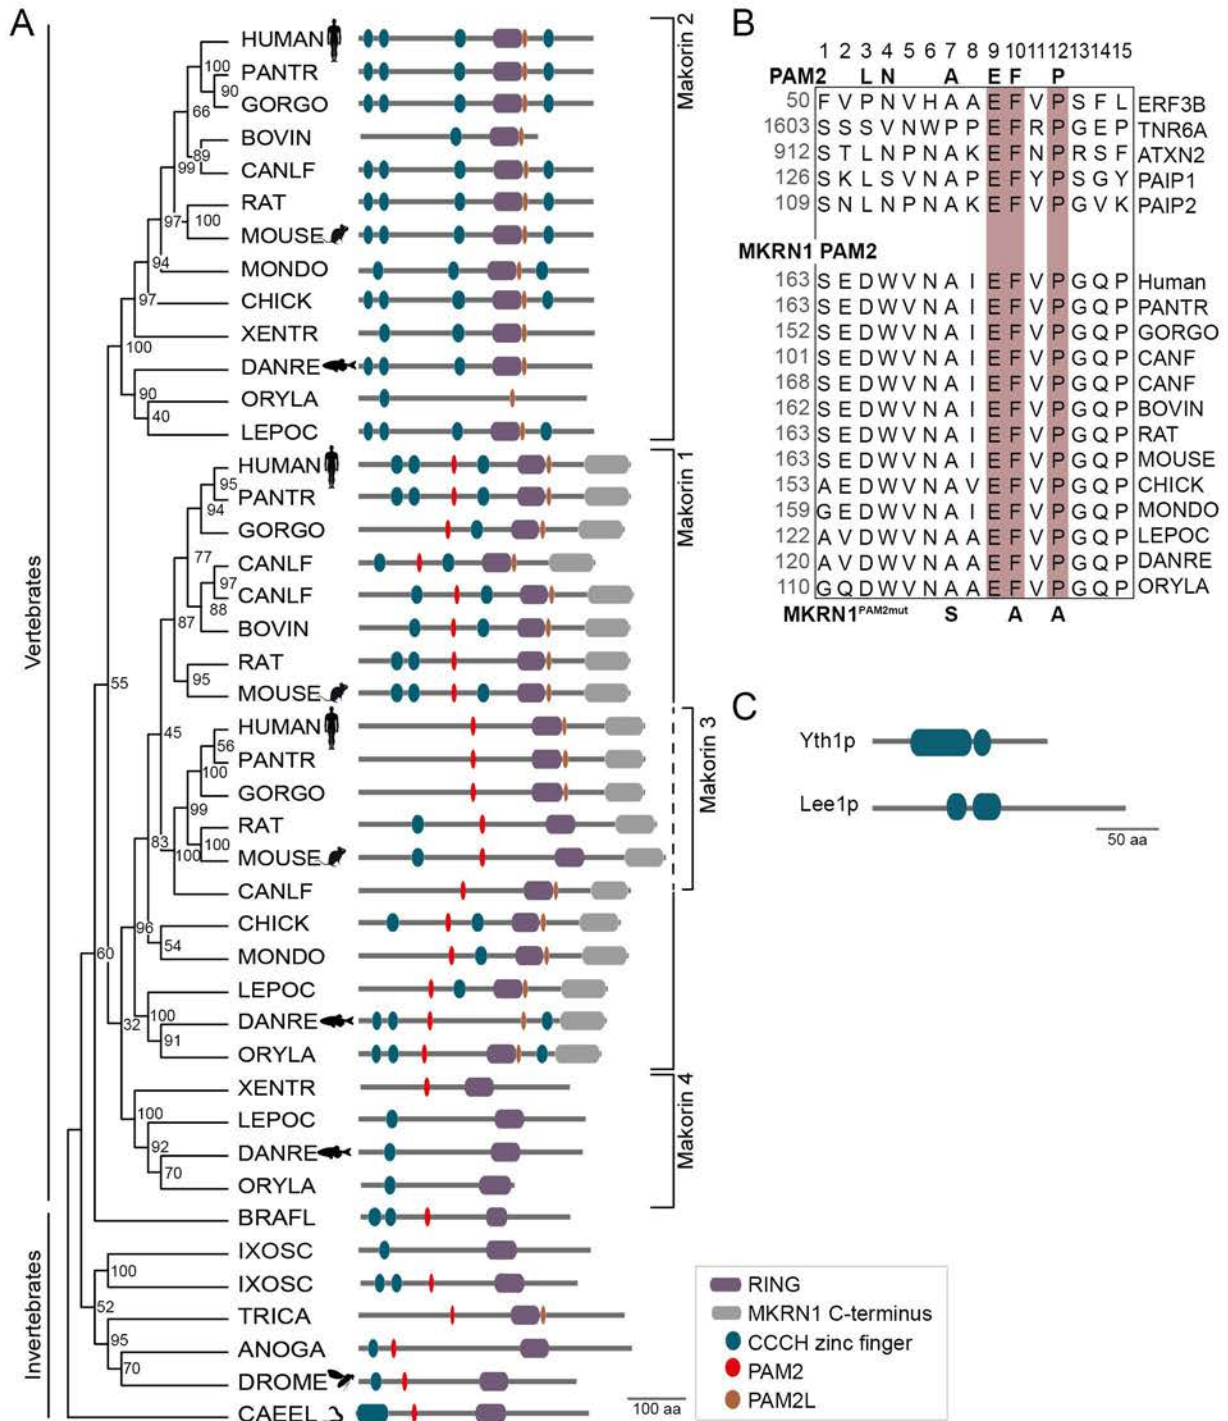 A
Vertebrates
Invertebrates
HUMAN
PANTR
GORGO
BOVIN
CANLF
RAT
MOUSE
MONDO
CHICK
XENTR
DANRE
ORYLA
LEPOC
HUMAN
PANTR
GORGO
CANLF
CANLF
BOVIN
RAT
MOUSE
HUMAN
PANTR
GORGO
RAT
MOUSE
CANLF
CHICK
MONDO
LEPOC
DANRE
ORYLA
XENTR
LEPOC
DANRE
ORYLA
BRAFL
IXOSC
IXOSC
TRICA
ANOGA
DROME
CAEEL
100
90
66
89
99
97
100
94
97
100
90
40
95
94
77
97
88
87
95
55
45
56
100
99
100
100
83
96
54
60
100
32
91
100
92
70
100
52
95
70
Makorin 2
Makorin 1
Makorin 3
Makorin 4
100 aa
RING
MKRN1 C-terminus
CCCH zinc finger
PAM2
PAM2L
B
1 2 3 4 5 6 7 8 9 10 11 12 13 14 15
PAM2 L N A E F P
50 F V P N V H A A E F V P S F L ERF3B
1603 S S S V N W P P E F R P G E P TNR6A
912 S T L N P N A K E F N P R S F ATXN2
126 S K L S V N A P E F Y P S G Y PAIP1
109 S N L N P N A K E F V P G V K PAIP2
MKRN1 PAM2
163 S E D W V N A I E F V P G Q P Human
163 S E D W V N A I E F V P G Q P PANTR
152 S E D W V N A I E F V P G Q P GORGO
101 S E D W V N A I E F V P G Q P CANF
168 S E D W V N A I E F V P G Q P CANF
162 S E D W V N A I E F V P G Q P BOVIN
163 S E D W V N A I E F V P G Q P RAT
163 S E D W V N A I E F V P G Q P MOUSE
153 A E D W V N A V E F V P G Q P CHICK
159 G E D W V N A I E F V P G Q P MONDO
122 A V D W V N A A E F V P G Q P LEPOC
120 A V D W V N A A E F V P G Q P DANRE
110 G Q D W V N A A E F V P G Q P ORYLA
MKRN1PAM2mut S A A
C
Yth1p
Lee1p
50 aa